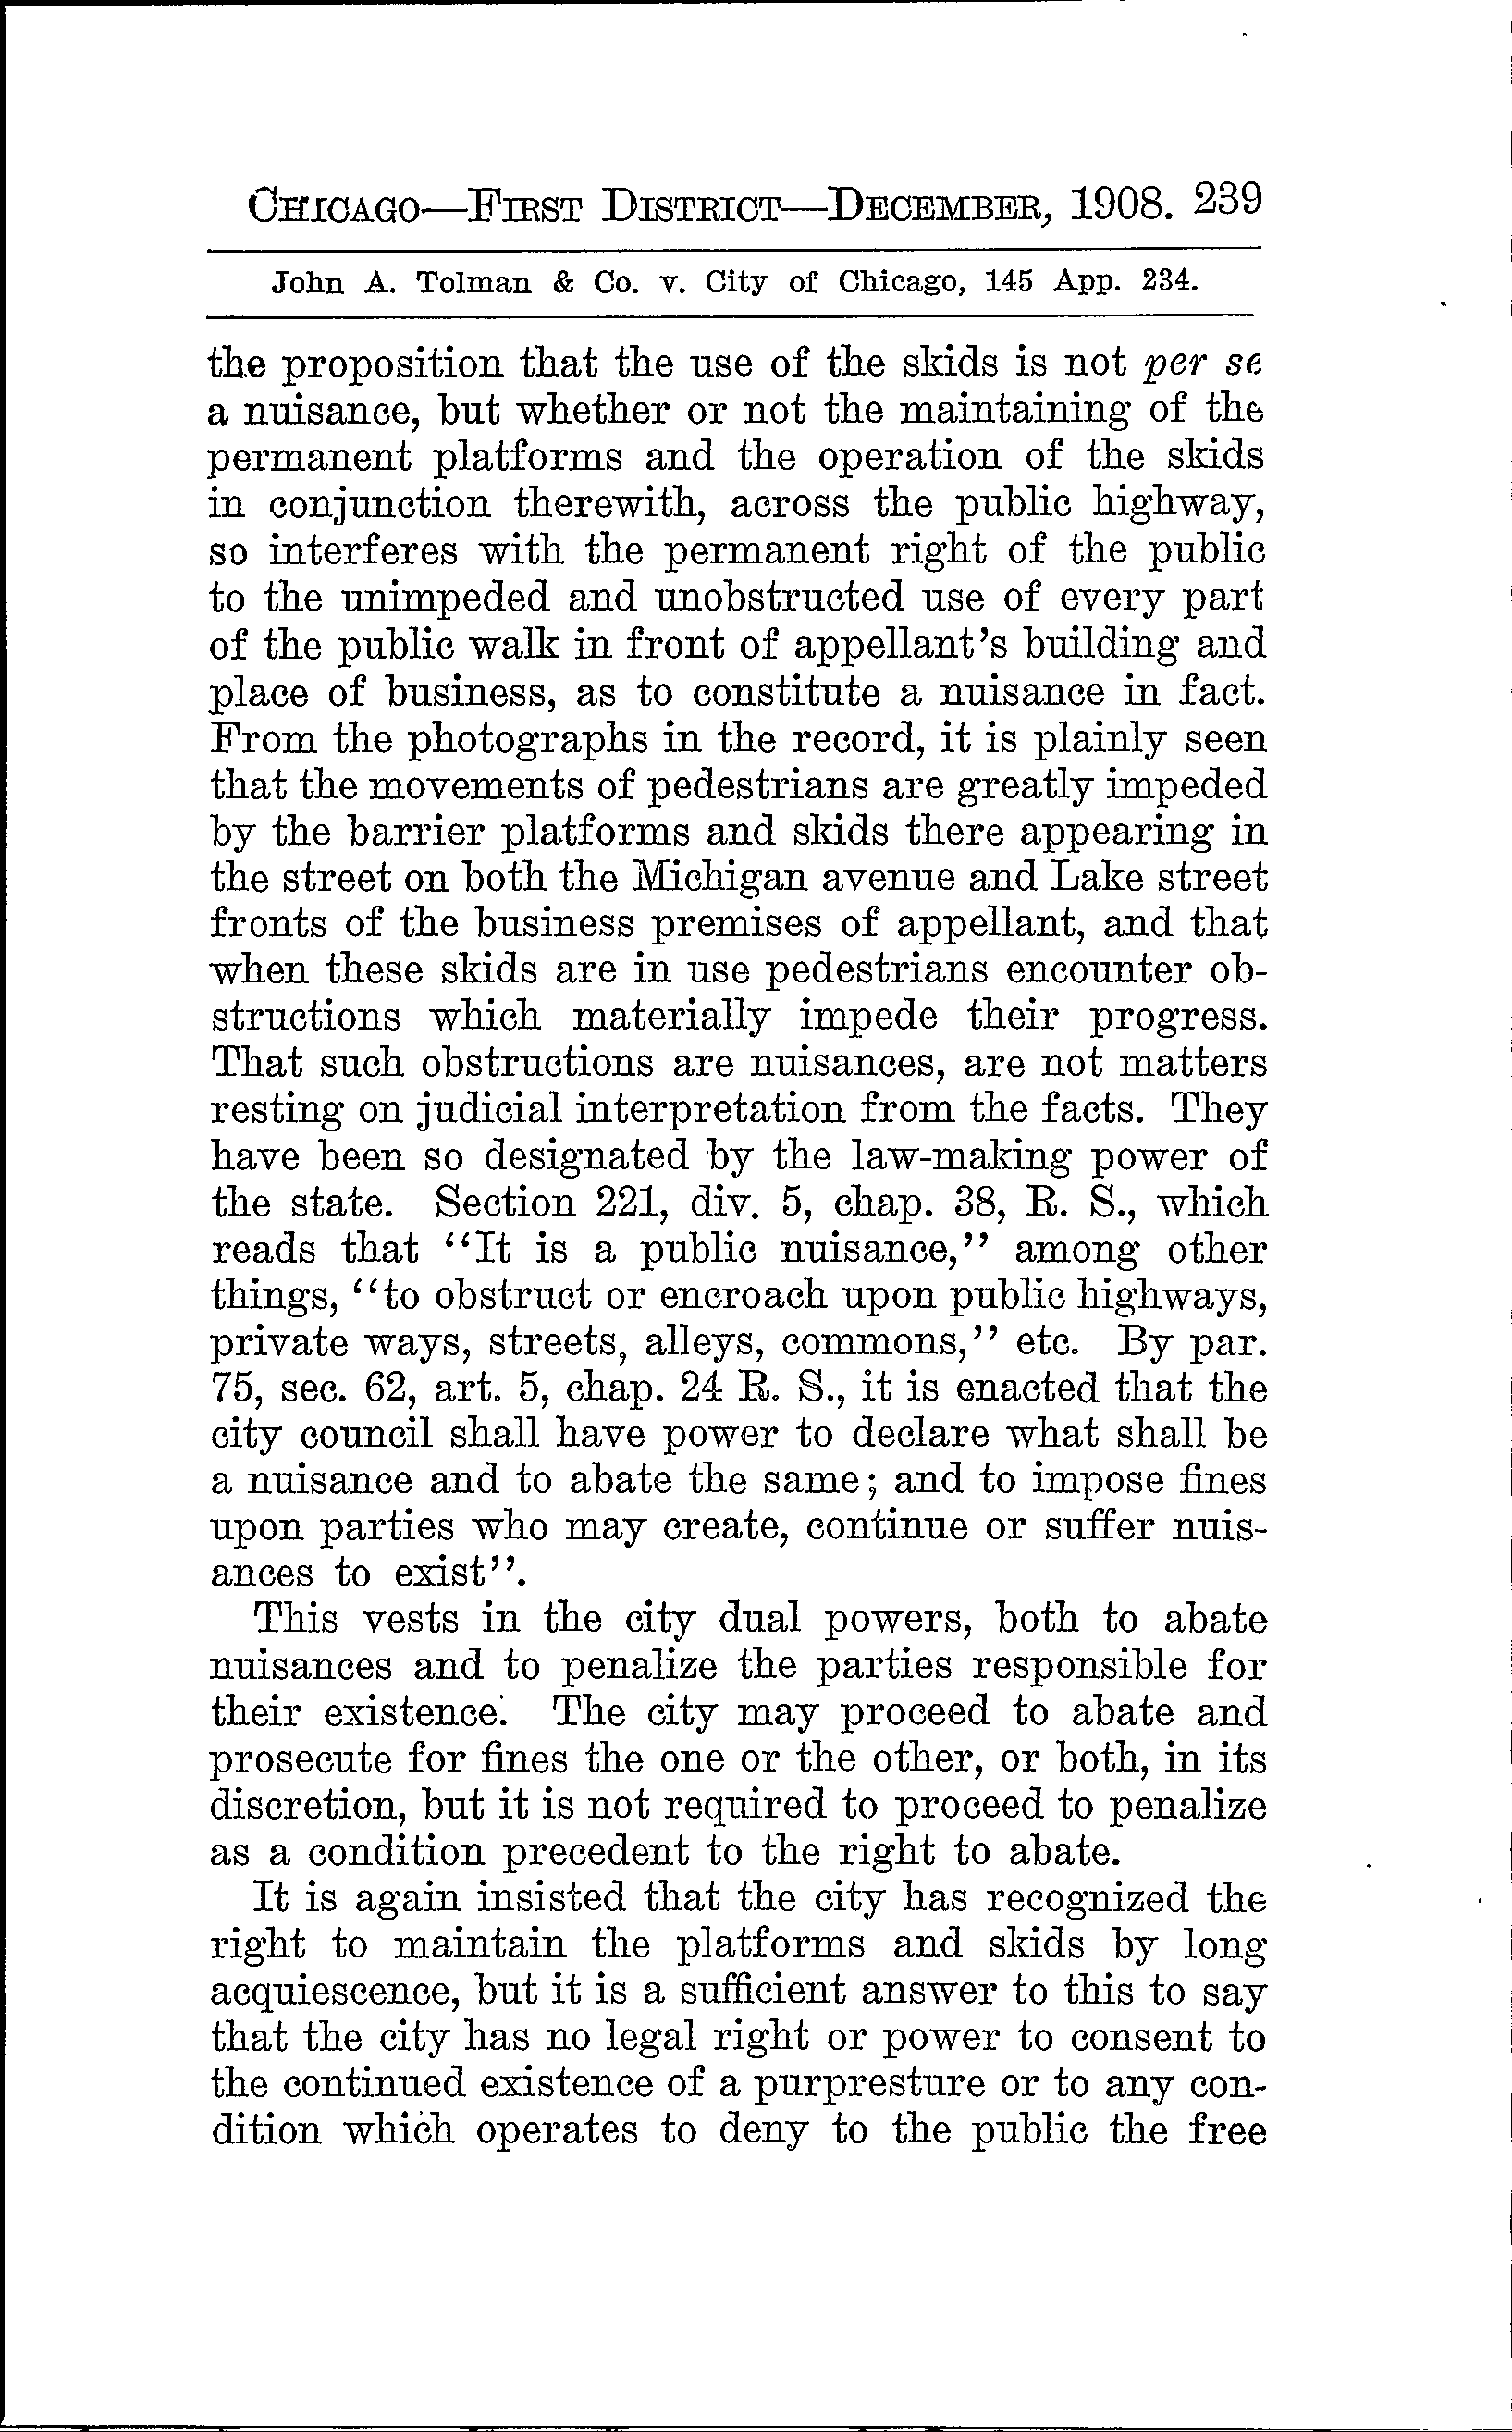 CHICAGO—FIRST DISTRICT—DECEMBER, 1908. 239
John A. Tolman & Co. v. City of Chicago, 145 App. 234.
the proposition that the use of the skids is not per se
a nuisance, but whether or not the maintaining of the
permanent platforms and the operation of the skids
in conjunction therewith, across the public highway,
so interferes with the permanent right of the public
to the unimpeded and unobstructed use of every part
of the public walk in front of appellant's building and
place of business, as to constitute a nuisance in fact.
From the photographs in the record, it is plainly seen
that the movements of pedestrians are greatly impeded
by the barrier platforms and skids there appearing in
the street on both the Michigan avenue and Lake street
fronts of the business premises of appellant, and that
when these skids are in use pedestrians encounter ob-
structions which materially impede their progress.
That such obstructions are nuisances, are not matters
resting on judicial interpretation from the facts. They
have been so designated by the law-making power of
the state. Section 221, div. 5, chap. 38, R. S., which
reads that "It is a public nuisance," among other
things, "to obstruct or encroach upon public highways,
private ways, streets, alleys, commons," etc. By par.
75, sec. 62, art. 5, chap. 24 R. S., it is enacted that the
city council shall have power to declare what shall be
a nuisance and to abate the same; and to impose fines
upon parties who may create, continue or suffer nuis-
ances to exist".
This vests in the city dual powers, both to abate
nuisances and to penalize the parties responsible for
their existence. The city may proceed to abate and
prosecute for fines the one or the other, or both, in its
discretion, but it is not required to proceed to penalize
as a condition precedent to the right to abate.
It is again insisted that the city has recognized the
right to maintain the platforms and skids by long
acquiescence, but it is a sufficient answer to this to say
that the city has no legal right or power to consent to
the continued existence of a purpresture or to any con-
dition which operates to deny to the public the free